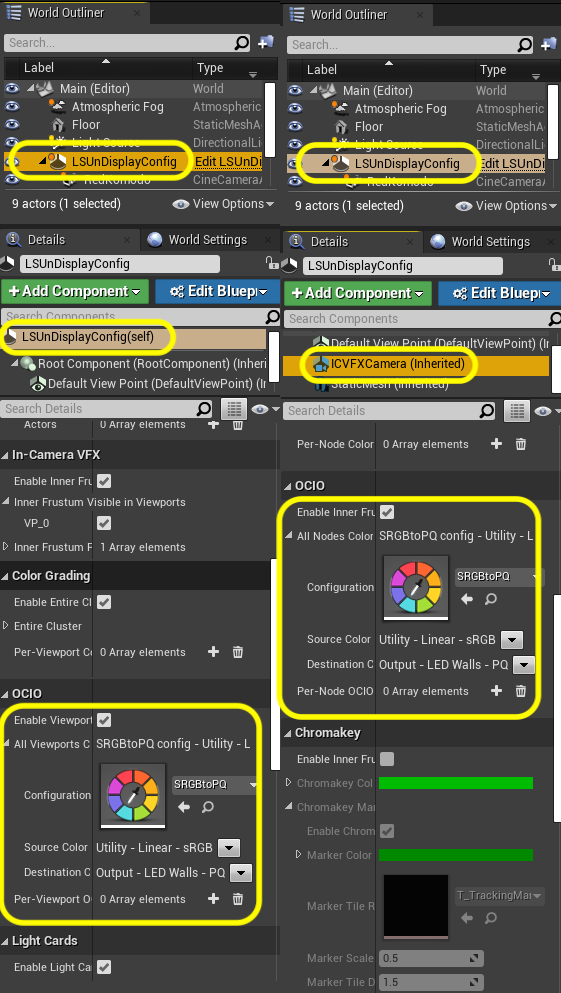 World Outliner
Search...
Label
Type
Main (Editor)
World
Atmospheric Fog
Atmospheric
Floor
StaticMeshA
Light Source
DirectionalLi
LSUnDisplayConfig
Edit LSUnDi
RedKomodo
CineCameraA
9 actors (1 selected)
View Options
Details
World Settings
LSUnDisplayConfig
+ Add Component
Edit Bluepr
Search Components
LSUnDisplayConfig(self)
Root Component (RootComponent) (Inheri
Default View Point (DefaultViewPoint) (In
Search Details
Actors
0 Array elements
In-Camera VFX
Enable Inner Fru
Inner Frustum Visible in Viewports
VP_0
Inner Frustum F
1 Array elements
Color Grading
Enable Entire Cl
Entire Cluster
Per-Viewport Co
0 Array elements
OCIO
Enable Viewport
All Viewports C
SRGBtoPQ config - Utility - L
Configuration
SRGBtoPQ
Source Color
Utility - Linear - sRGB
Destination C
Output - LED Walls - PQ
Per-Viewport O
0 Array elements
Light Cards
Enable Light Ca
World Outliner
Search...
Label
Type
Main (Editor)
World
Atmospheric Fog
Atmospheric
Floor
StaticMeshA
Light Source
DirectionalLi
LSUnDisplayConfig
Edit LSUnDi
RedKomodo
CineCameraA
9 actors (1 selected)
View Options
Details
World Settings
LSUnDisplayConfig
+ Add Component
Edit Bluepr
Search Components
Default View Point (DefaultViewPoint) (In
ICVFXCamera (Inherited)
StaticMesh (Inherited)
Search Details
Per-Node Color
0 Array elements
OCIO
Enable Inner Fru
All Nodes Color
SRGBtoPQ config - Utility - L
Configuration
SRGBtoPQ
Source Color
Utility - Linear - sRGB
Destination C
Output - LED Walls - PQ
Per-Node OCIO
0 Array elements
Chromakey
Enable Inner Fru
Chromakey Col
Chromakey Mar
Enable Chrom
Marker Color
Marker Tile R
T_TrackingMar
Marker Scale
0.5
Marker Tile D
1.5